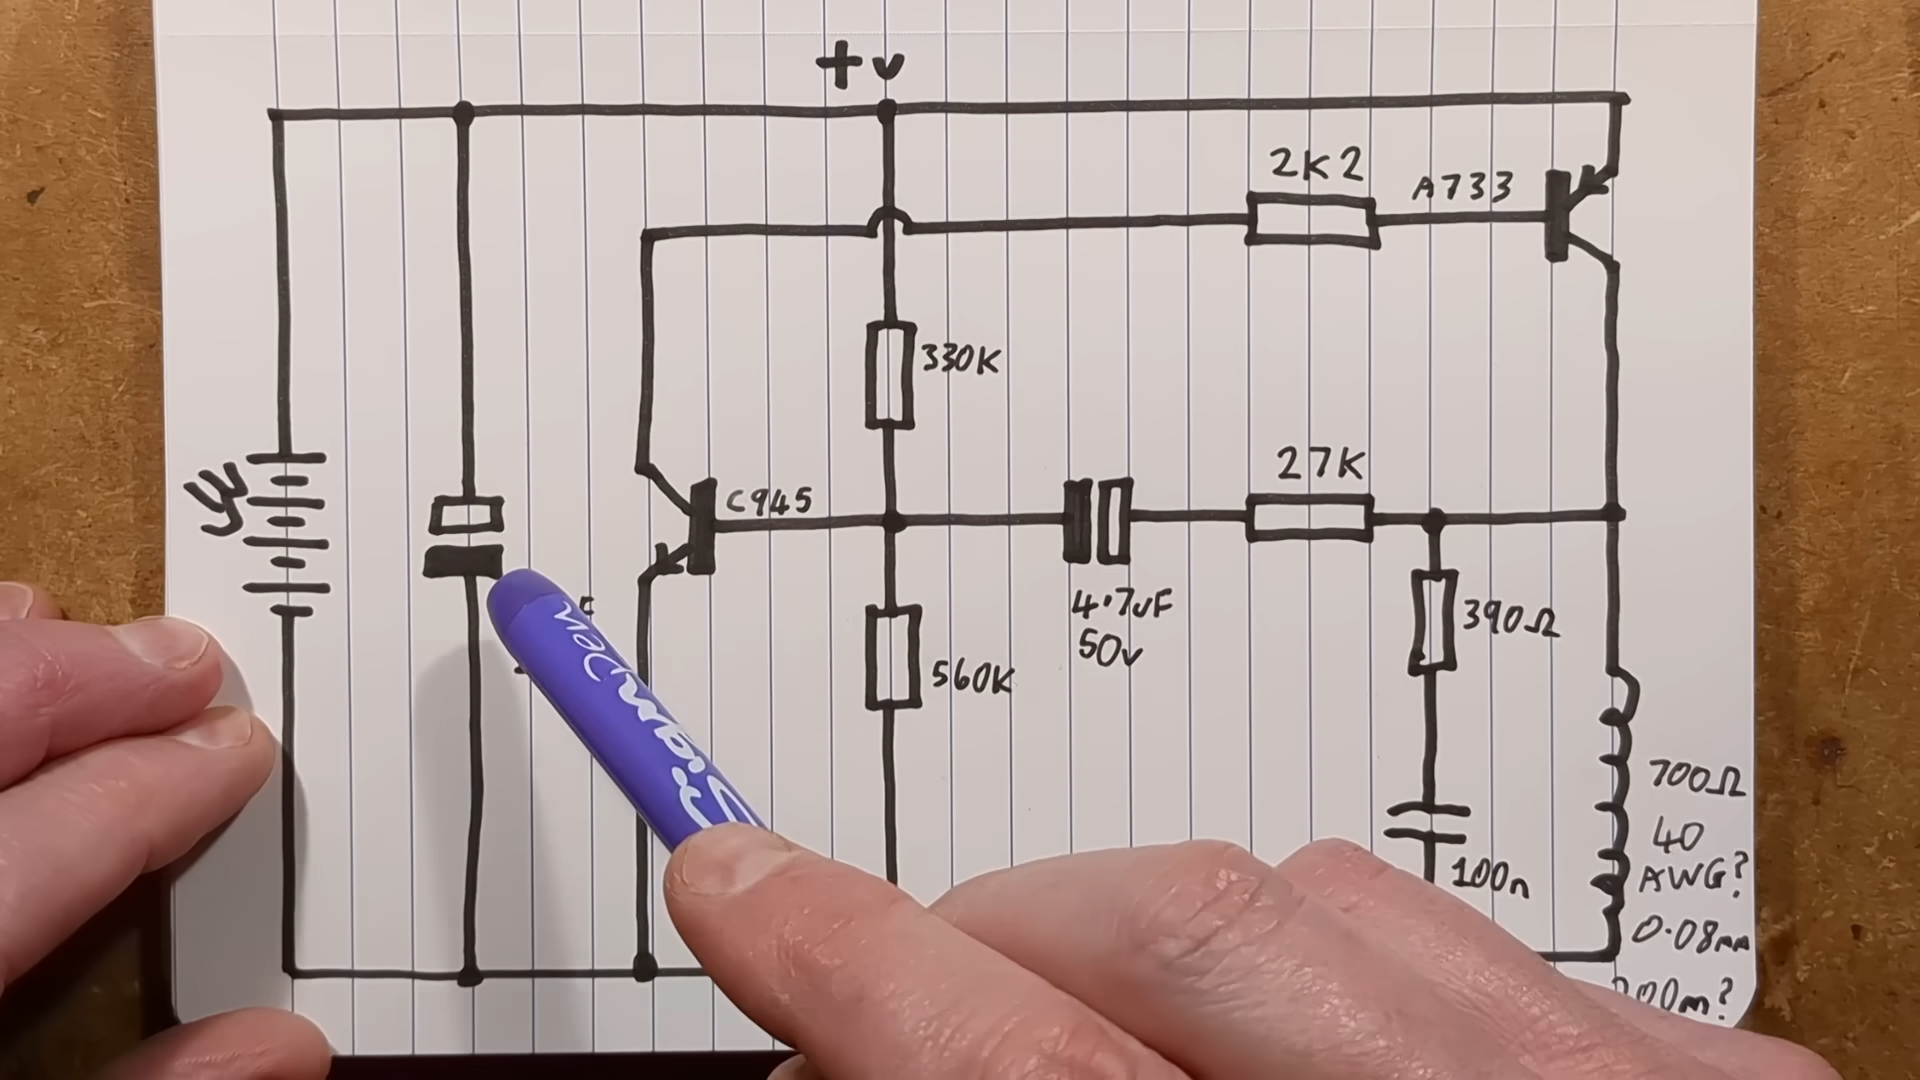 +v
2K2
A733
330K
27K
C945
4.7uF
50v
390Ω
560K
700Ω
40
AWG?
0.08mm
100n